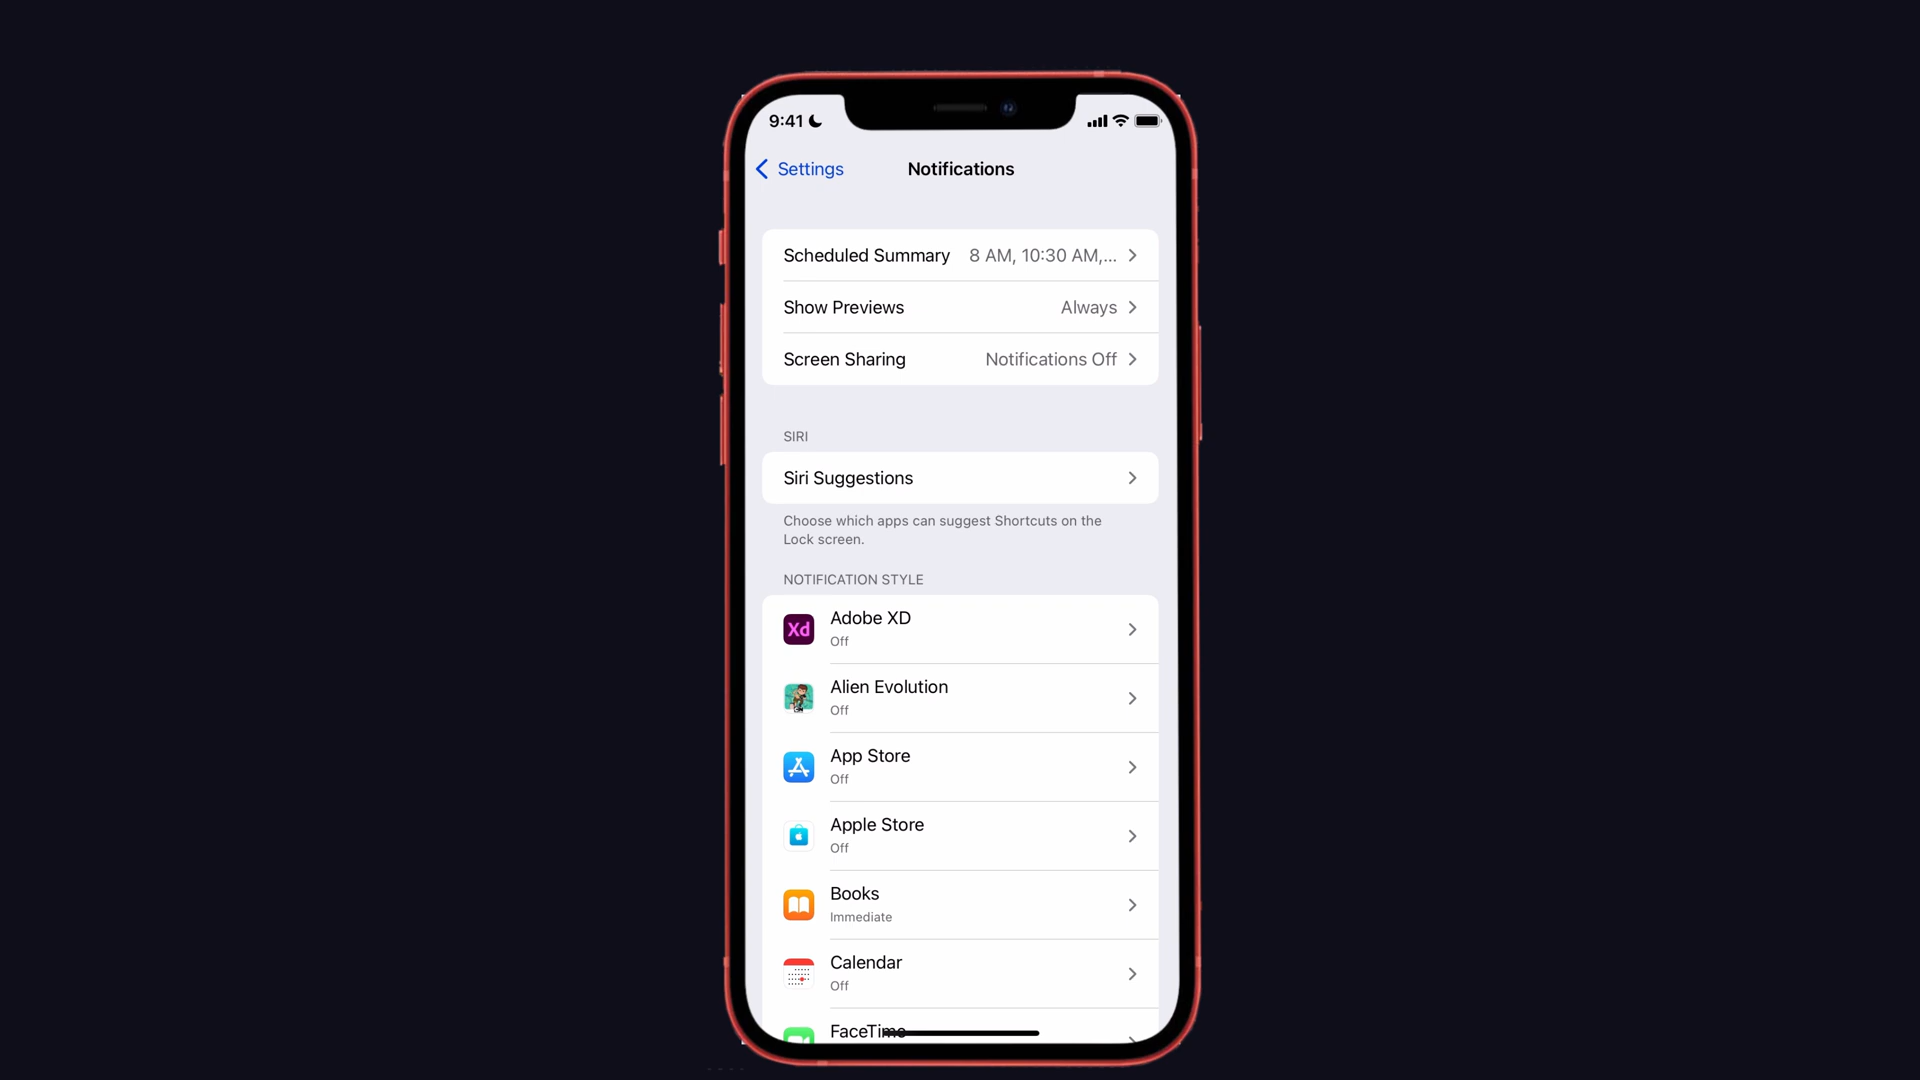 9:41
Settings
Notifications
Scheduled Summary 8 AM, 10:30 AM,...
Show Previews Always
Screen Sharing Notifications Off
SIRI
Siri Suggestions
Choose which apps can suggest Shortcuts on the
Lock screen.
NOTIFICATION STYLE
Xd
Adobe XD
Off
Alien Evolution
Off
App Store
Off
Apple Store
Off
Books
Immediate
Calendar
Off
FaceTime